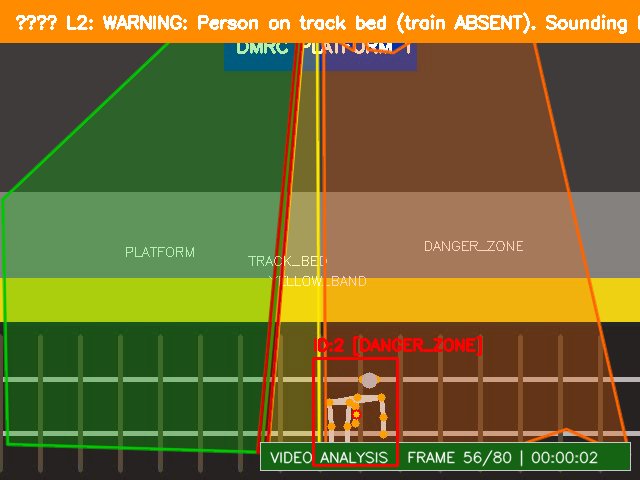 ???? L2: WARNING: Person on track bed (train ABSENT). Sounding
DMRC PLATFORM 1
PLATFORM
DANGER_ZONE
TRACK_BED
YELLOW_BAND
ID:2 [DANGER_ZONE]
VIDEO ANALYSIS FRAME 56/80 | 00:00:02